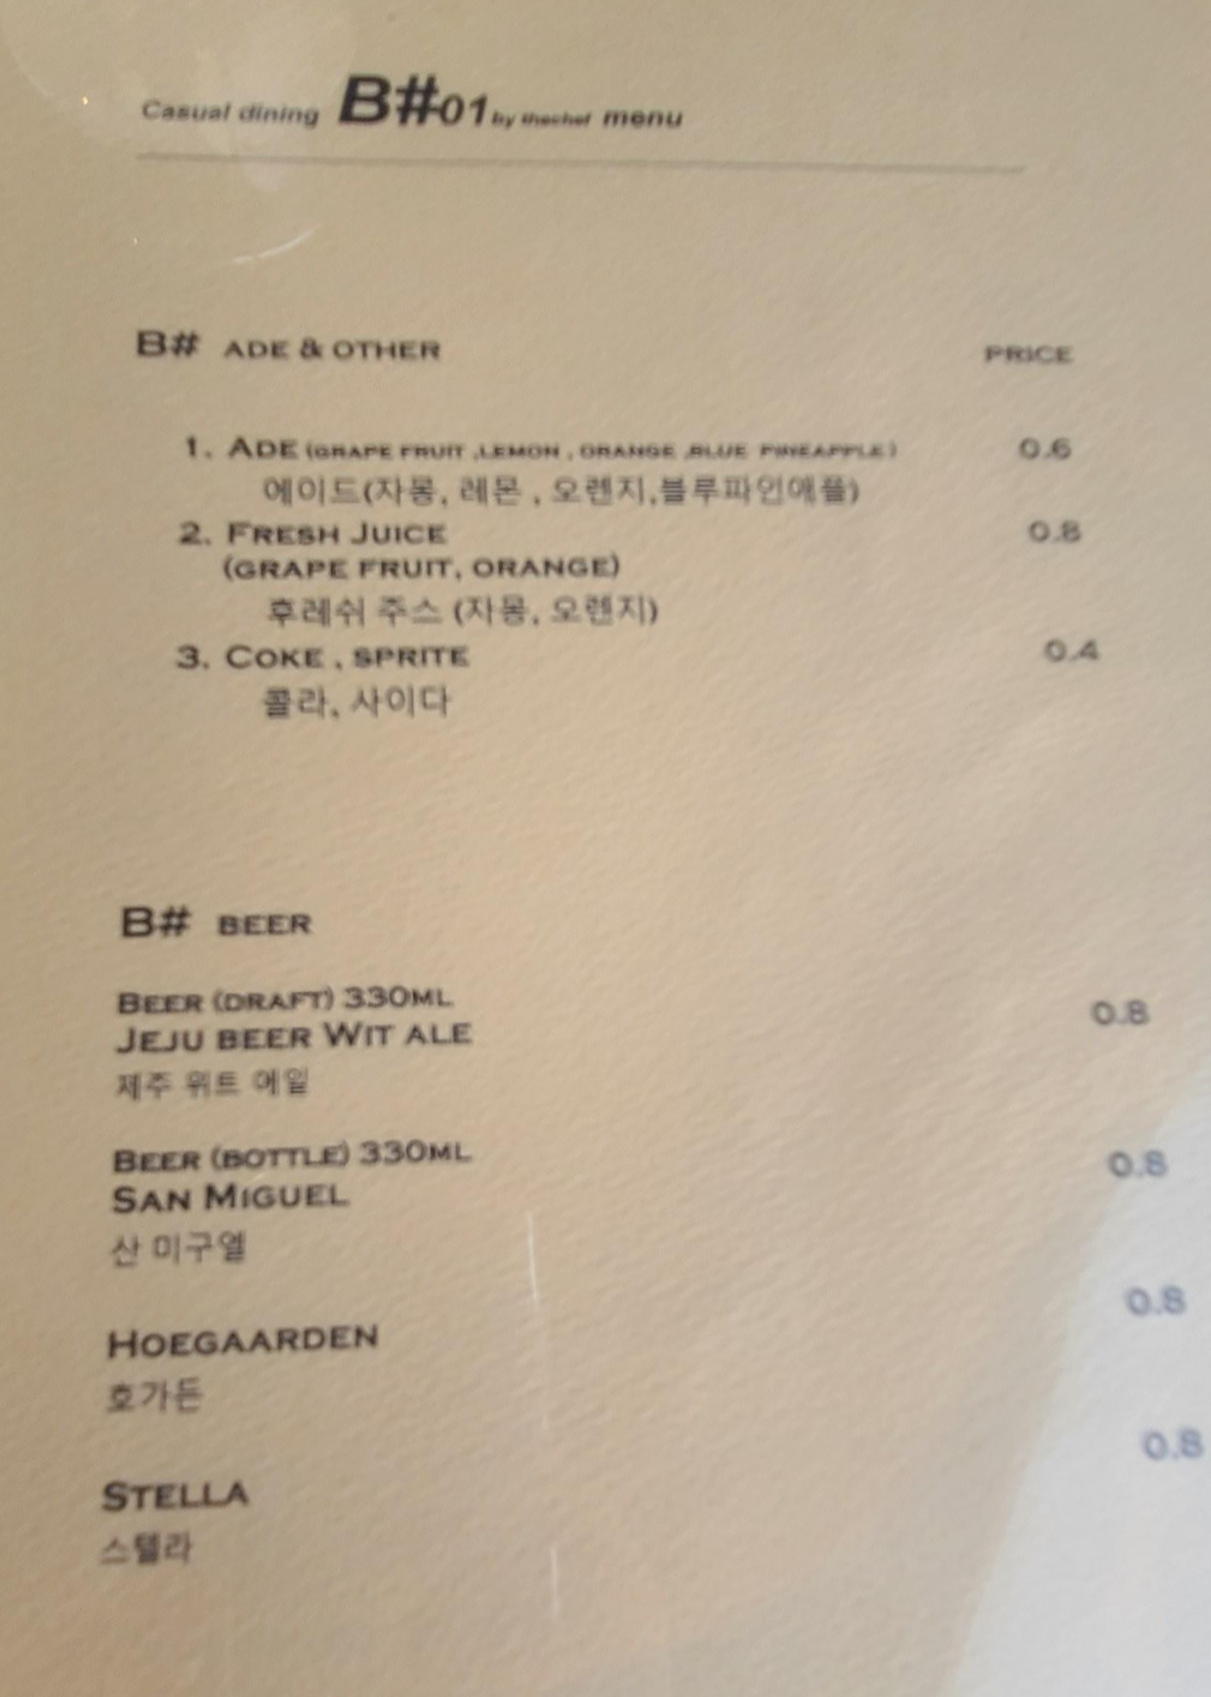 Casual dining B#01 by thechef menu
B# ADE & OTHER PRICE
1. ADE (GRAPE FRUIT ,LEMON , ORANGE ,BLUE PINEAPPLE) 0.6
에이드(자몽, 레몬 , 오렌지,블루파인애플)
2. FRESH JUICE 0.8
(GRAPE FRUIT, ORANGE)
후레쉬 주스 (자몽, 오렌지)
3. COKE , SPRITE 0.4
콜라, 사이다
B# BEER
BEER (DRAFT) 330ML
JEJU BEER WIT ALE 0.8
제주 위트 에일
BEER (BOTTLE) 330ML
SAN MIGUEL 0.8
산 미구엘
HOEGAARDEN 0.8
호가든
STELLA 0.8
스텔라